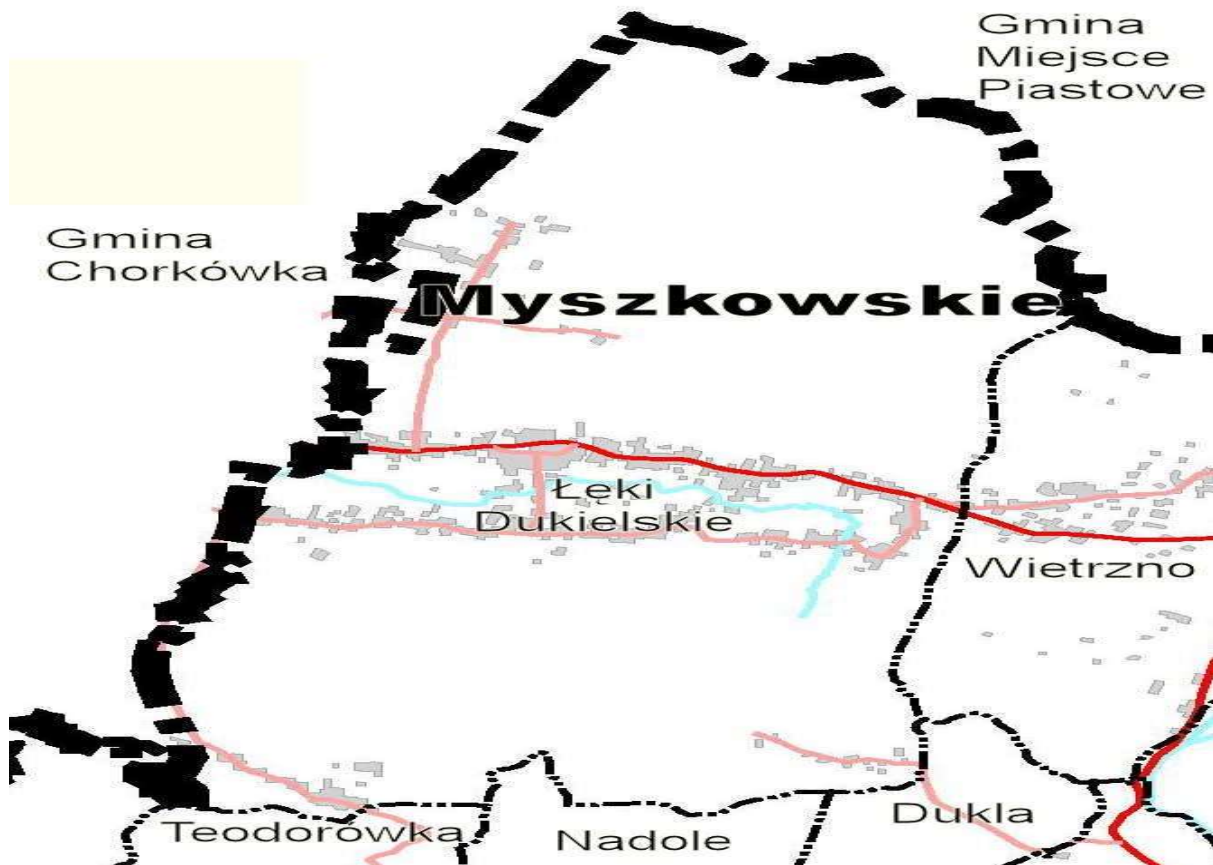 Gmina
Miejsce
Piastowe
Gmina
Chorkówka
Myszkowskie
Łęki
Dukielskie
Wietrzno
Teodorówka
Nadole
Dukla